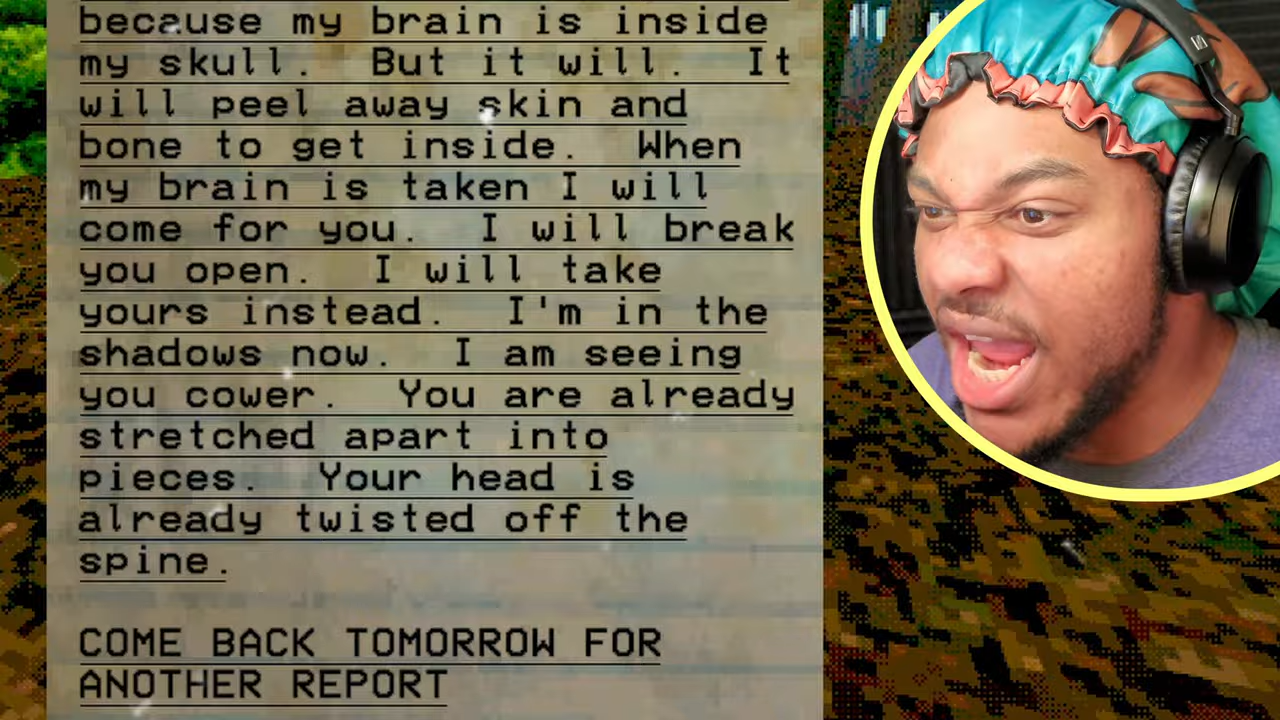 because my brain is inside
my skull.  But it will.  It
will peel away skin and
bone to get inside.  When
my brain is taken I will
come for you.  I will break
you open.  I will take
yours instead.  I'm in the
shadows now.  I am seeing
you cower.  You are already
stretched apart into
pieces.  Your head is
already twisted off the
spine.
COME BACK TOMORROW FOR
ANOTHER REPORT